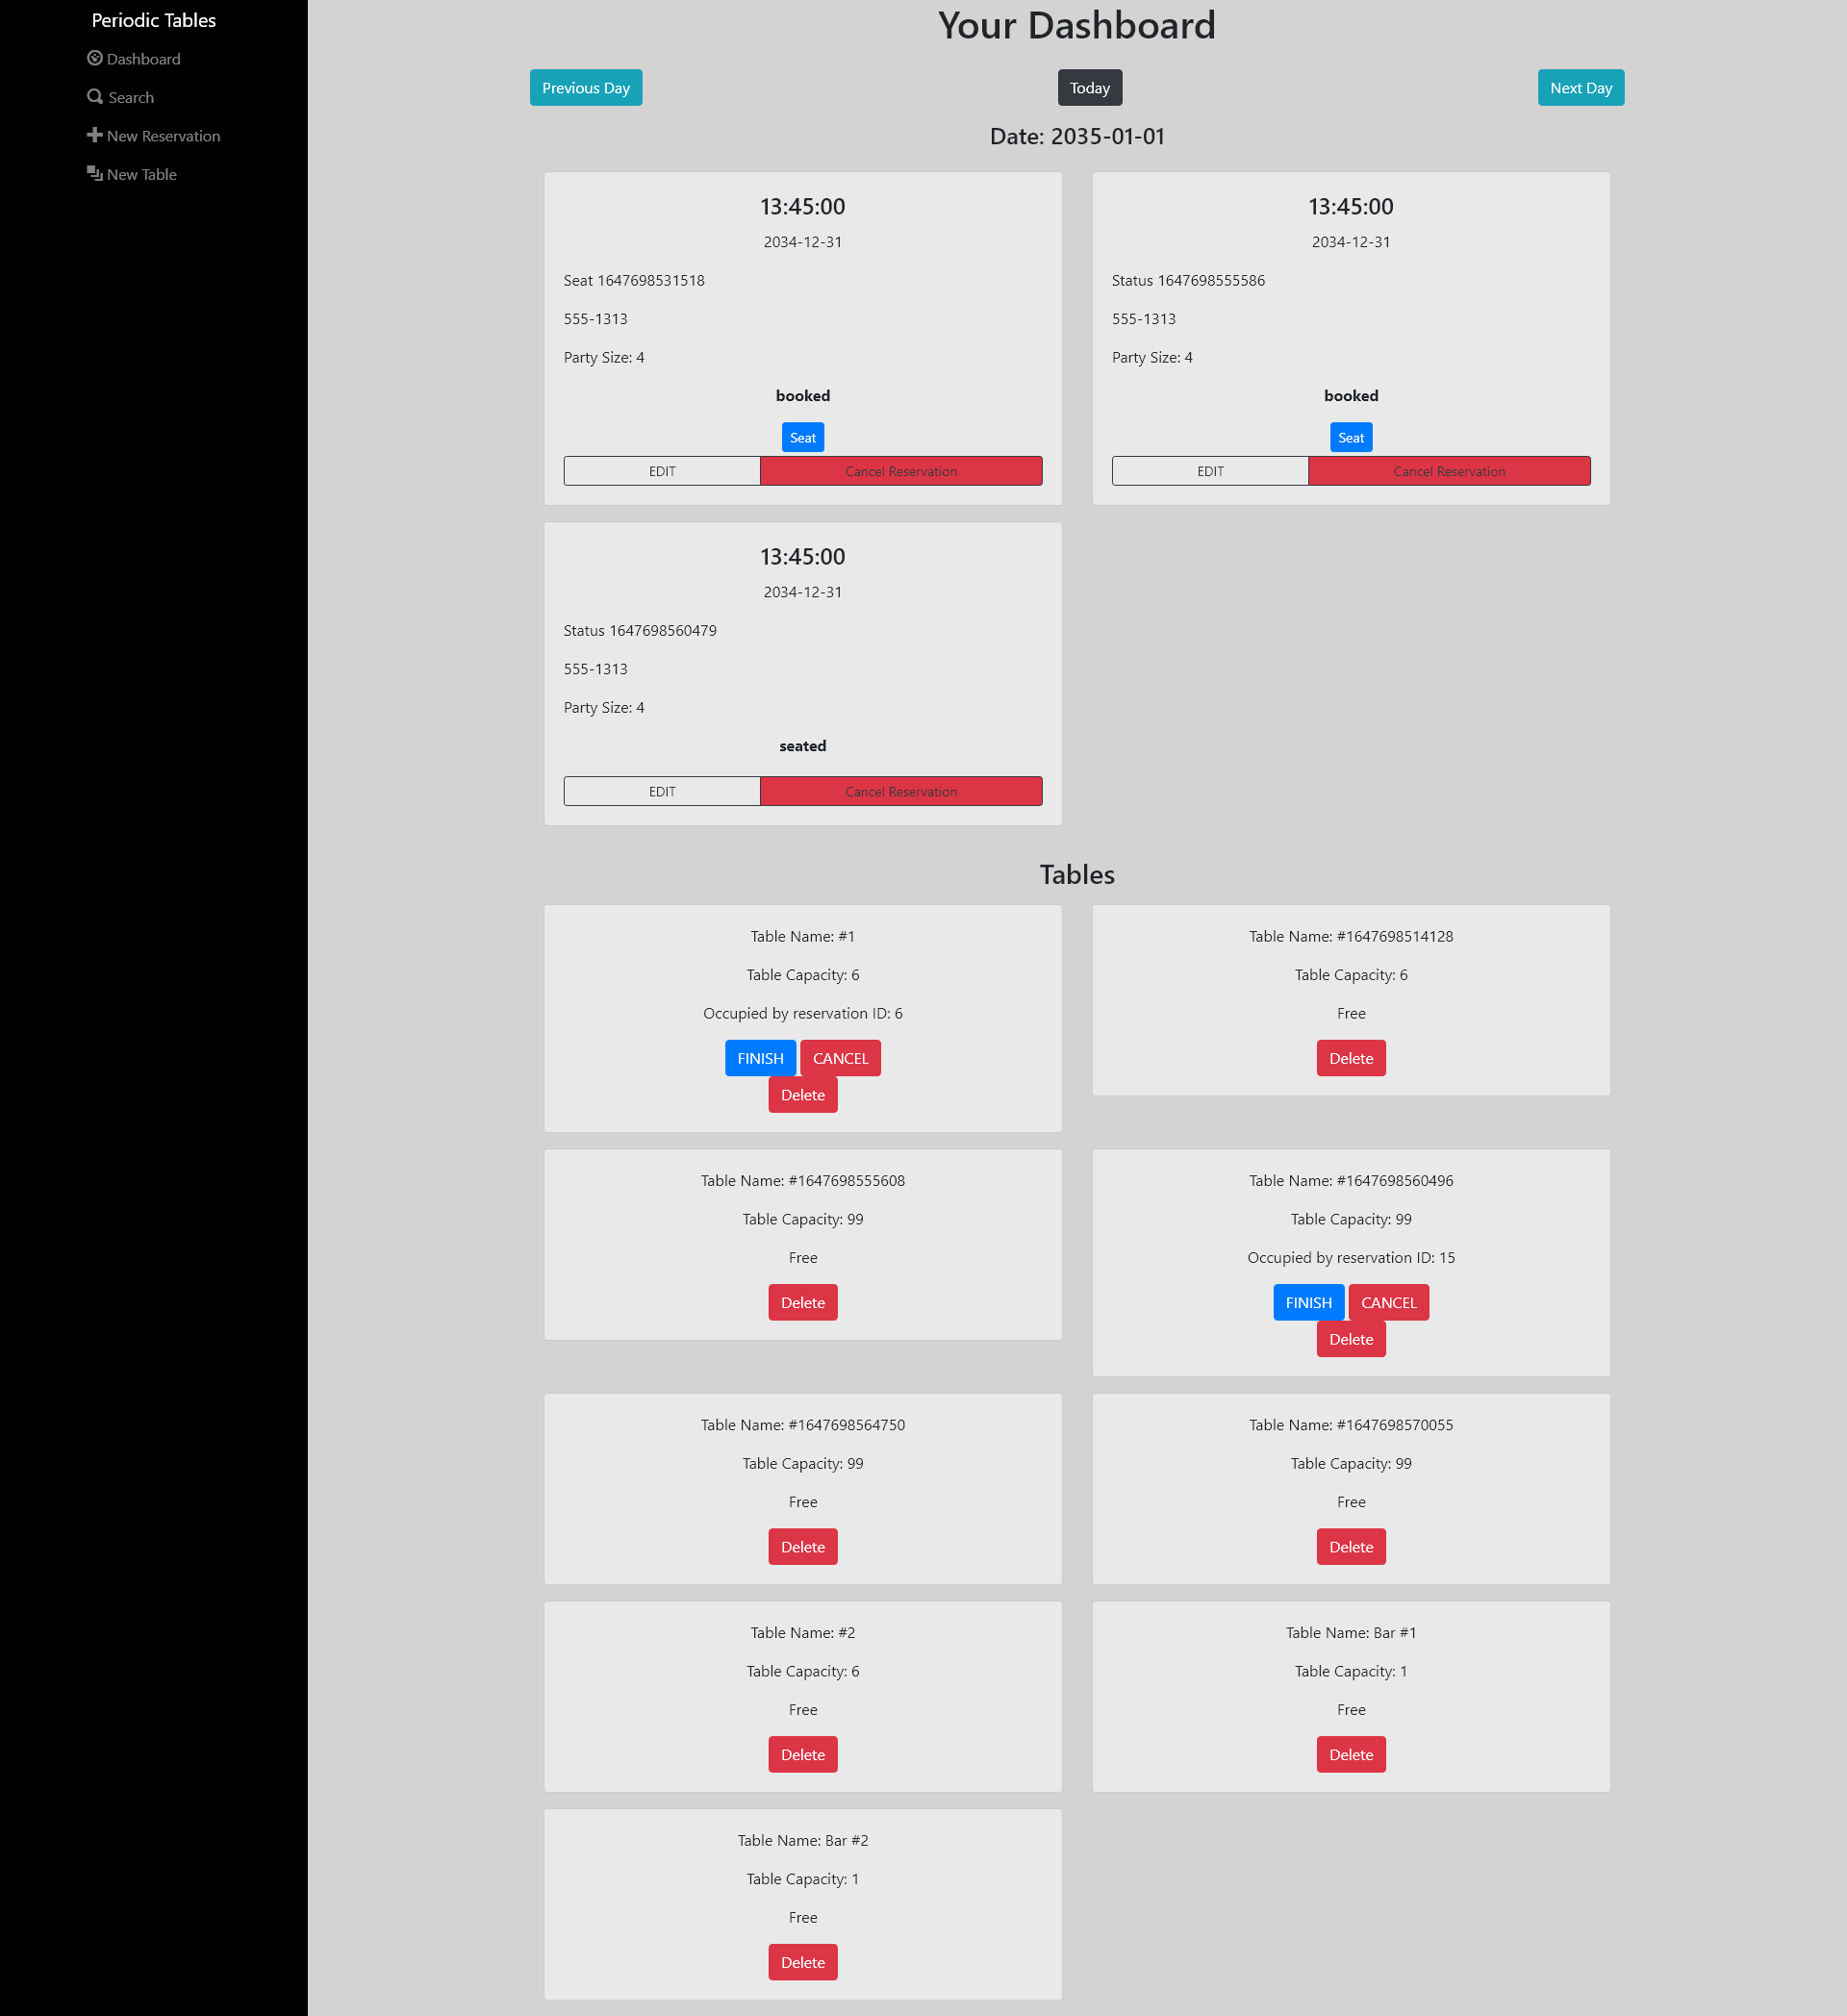 Periodic Tables
Dashboard
Search
New Reservation
New Table
Your Dashboard
Previous Day Today Next Day
Date: 2035-01-01
13:45:00
2034-12-31
Seat 1647698531518
555-1313
Party Size: 4
booked
Seat
EDIT Cancel Reservation
13:45:00
2034-12-31
Status 1647698555586
555-1313
Party Size: 4
booked
Seat
EDIT Cancel Reservation
13:45:00
2034-12-31
Status 1647698560479
555-1313
Party Size: 4
seated
EDIT Cancel Reservation
Tables
Table Name: #1
Table Capacity: 6
Occupied by reservation ID: 6
FINISH CANCEL
Delete
Table Name: #1647698514128
Table Capacity: 6
Free
Delete
Table Name: #1647698555608
Table Capacity: 99
Free
Delete
Table Name: #1647698560496
Table Capacity: 99
Occupied by reservation ID: 15
FINISH CANCEL
Delete
Table Name: #1647698564750
Table Capacity: 99
Free
Delete
Table Name: #1647698570055
Table Capacity: 99
Free
Delete
Table Name: #2
Table Capacity: 6
Free
Delete
Table Name: Bar #1
Table Capacity: 1
Free
Delete
Table Name: Bar #2
Table Capacity: 1
Free
Delete